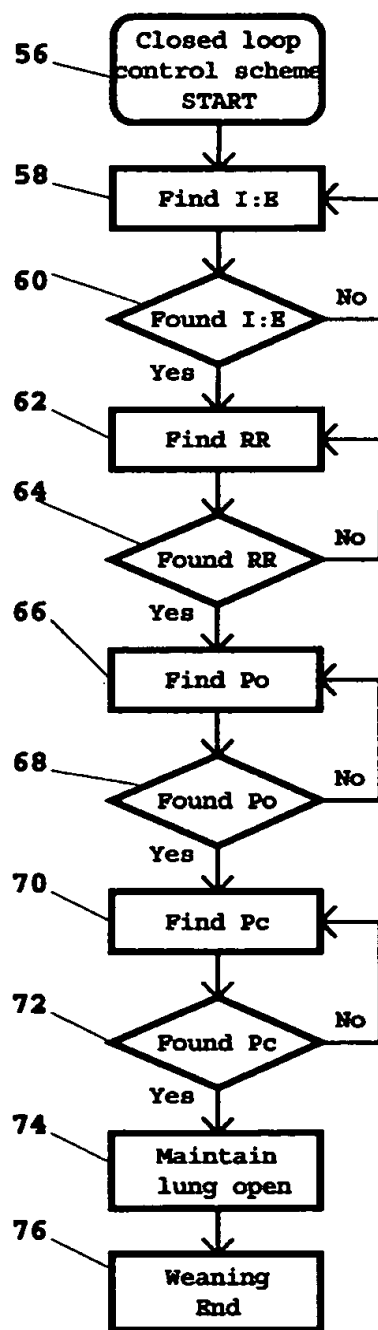 56
Closed loop
control scheme
START
58
Find I:E
60
Found I:E
No
Yes
62
Find RR
64
Found RR
No
Yes
66
Find Po
68
Found Po
No
Yes
70
Find Pc
72
Found Pc
No
Yes
74
Maintain
lung open
76
Weaning
End